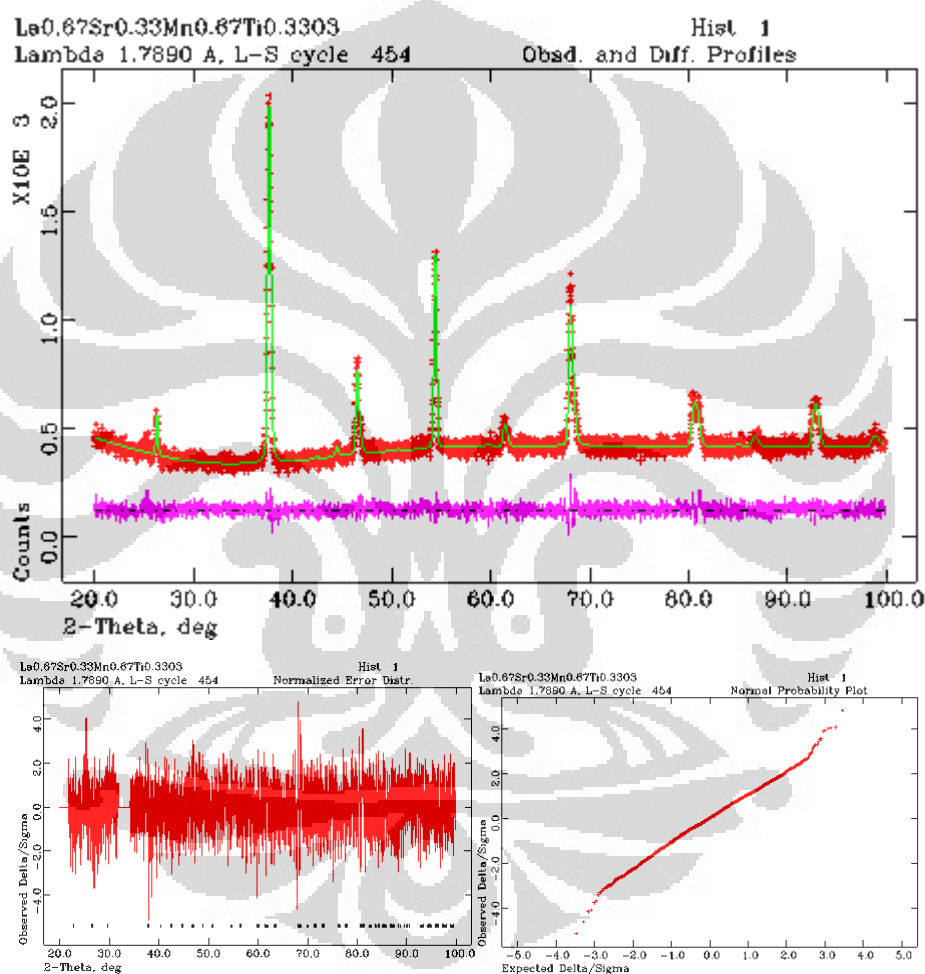 La0.67Sr0.33Mn0.67Ti0.33O3 Hist 1
Lambda 1.7890 A, L-S cycle 454 Obsd. and Diff. Profiles
X10E 3
Counts
2.0
1.5
1.0
0.5
0.0
20.0 30.0 40.0 50.0 60.0 70.0 80.0 90.0 100.0
2-Theta, deg
La0.67Sr0.33Mn0.67Ti0.33O3 Hist 1
Lambda 1.7890 A, L-S cycle 454 Normalized Error Distr.
Observed Delta/Sigma
4.0
2.0
0.0
-2.0
-4.0
20.0 30.0 40.0 50.0 60.0 70.0 80.0 90.0 100.0
2-Theta, deg
La0.67Sr0.33Mn0.67Ti0.33O3 Hist 1
Lambda 1.7890 A, L-S cycle 454 Normal Probability Plot
Observed Delta/Sigma
4.0
2.0
0.0
-2.0
-4.0
-5.0 -4.0 -3.0 -2.0 -1.0 0.0 1.0 2.0 3.0 4.0 5.0
Expected Delta/Sigma